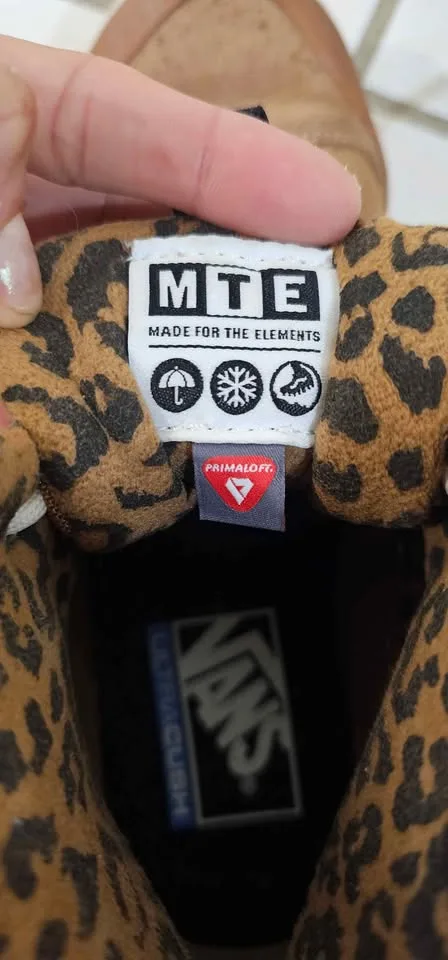 MTE
MADE FOR THE ELEMENTS
PRIMALOFT®
VANS®
ULTRACUSH